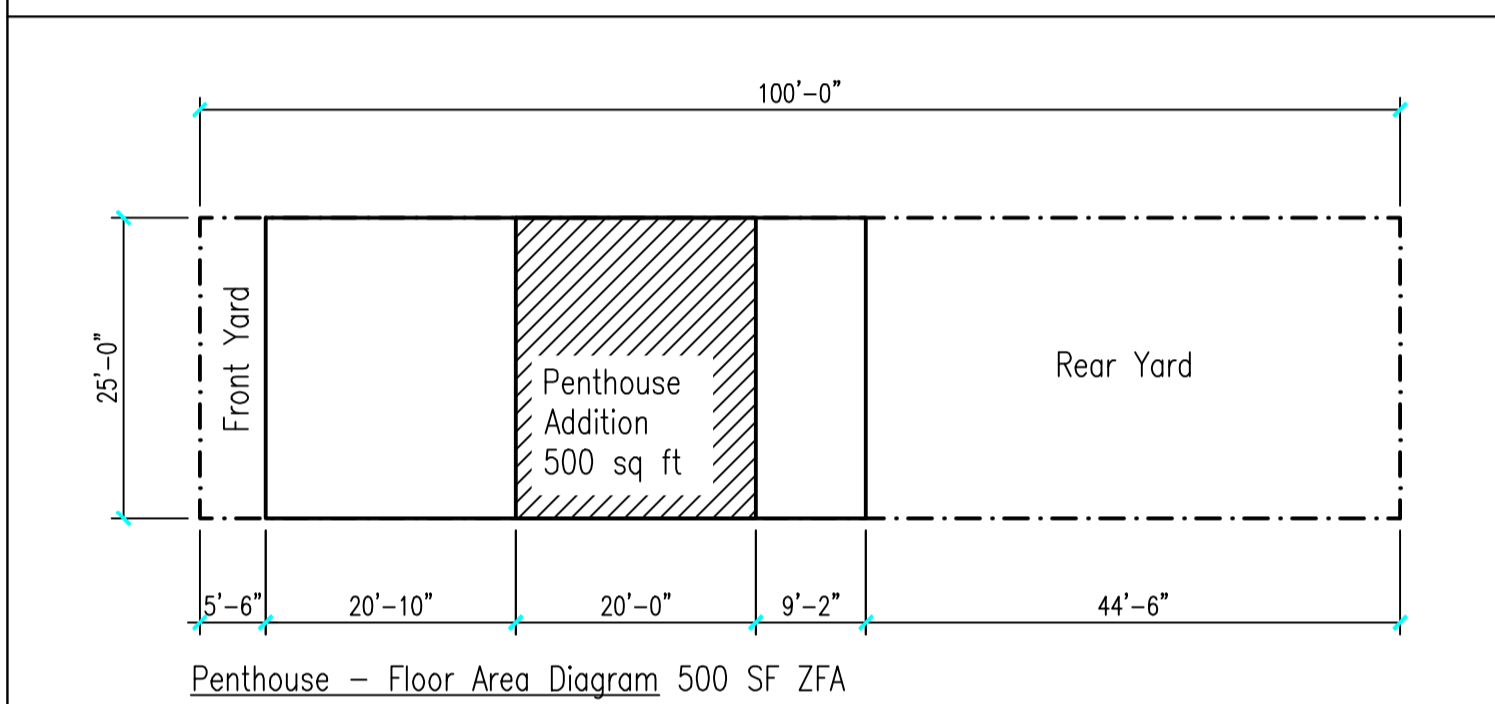 100'-0"
25'-0"
Front Yard
Penthouse
Addition
500 sq ft
Rear Yard
5'-6"
20'-10"
20'-0"
9'-2"
44'-6"
Penthouse – Floor Area Diagram 500 SF ZFA